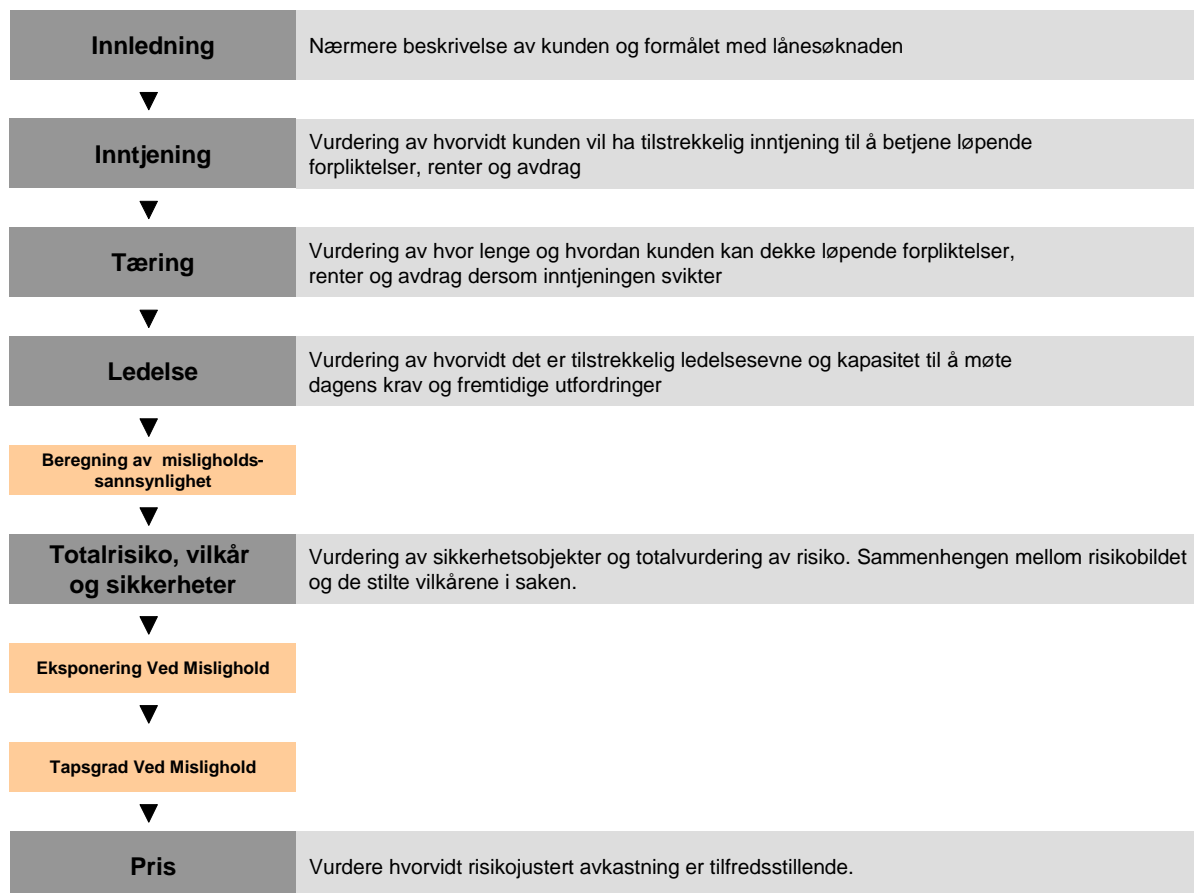 Innledning
Nærmere beskrivelse av kunden og formålet med lånesøknaden
Inntjening
Vurdering av hvorvidt kunden vil ha tilstrekkelig inntjening til å betjene løpende
forpliktelser, renter og avdrag
Tæring
Vurdering av hvor lenge og hvordan kunden kan dekke løpende forpliktelser,
renter og avdrag dersom inntjeningen svikter
Ledelse
Vurdering av hvorvidt det er tilstrekkelig ledelsesevne og kapasitet til å møte
dagens krav og fremtidige utfordringer
Beregning av misligholds-
sannsynlighet
Totalrisiko, vilkår
og sikkerheter
Vurdering av sikkerhetsobjekter og totalvurdering av risiko. Sammenhengen mellom risikobildet
og de stilte vilkårene i saken.
Eksponering Ved Mislighold
Tapsgrad Ved Mislighold
Pris
Vurdere hvorvidt risikojustert avkastning er tilfredsstillende.